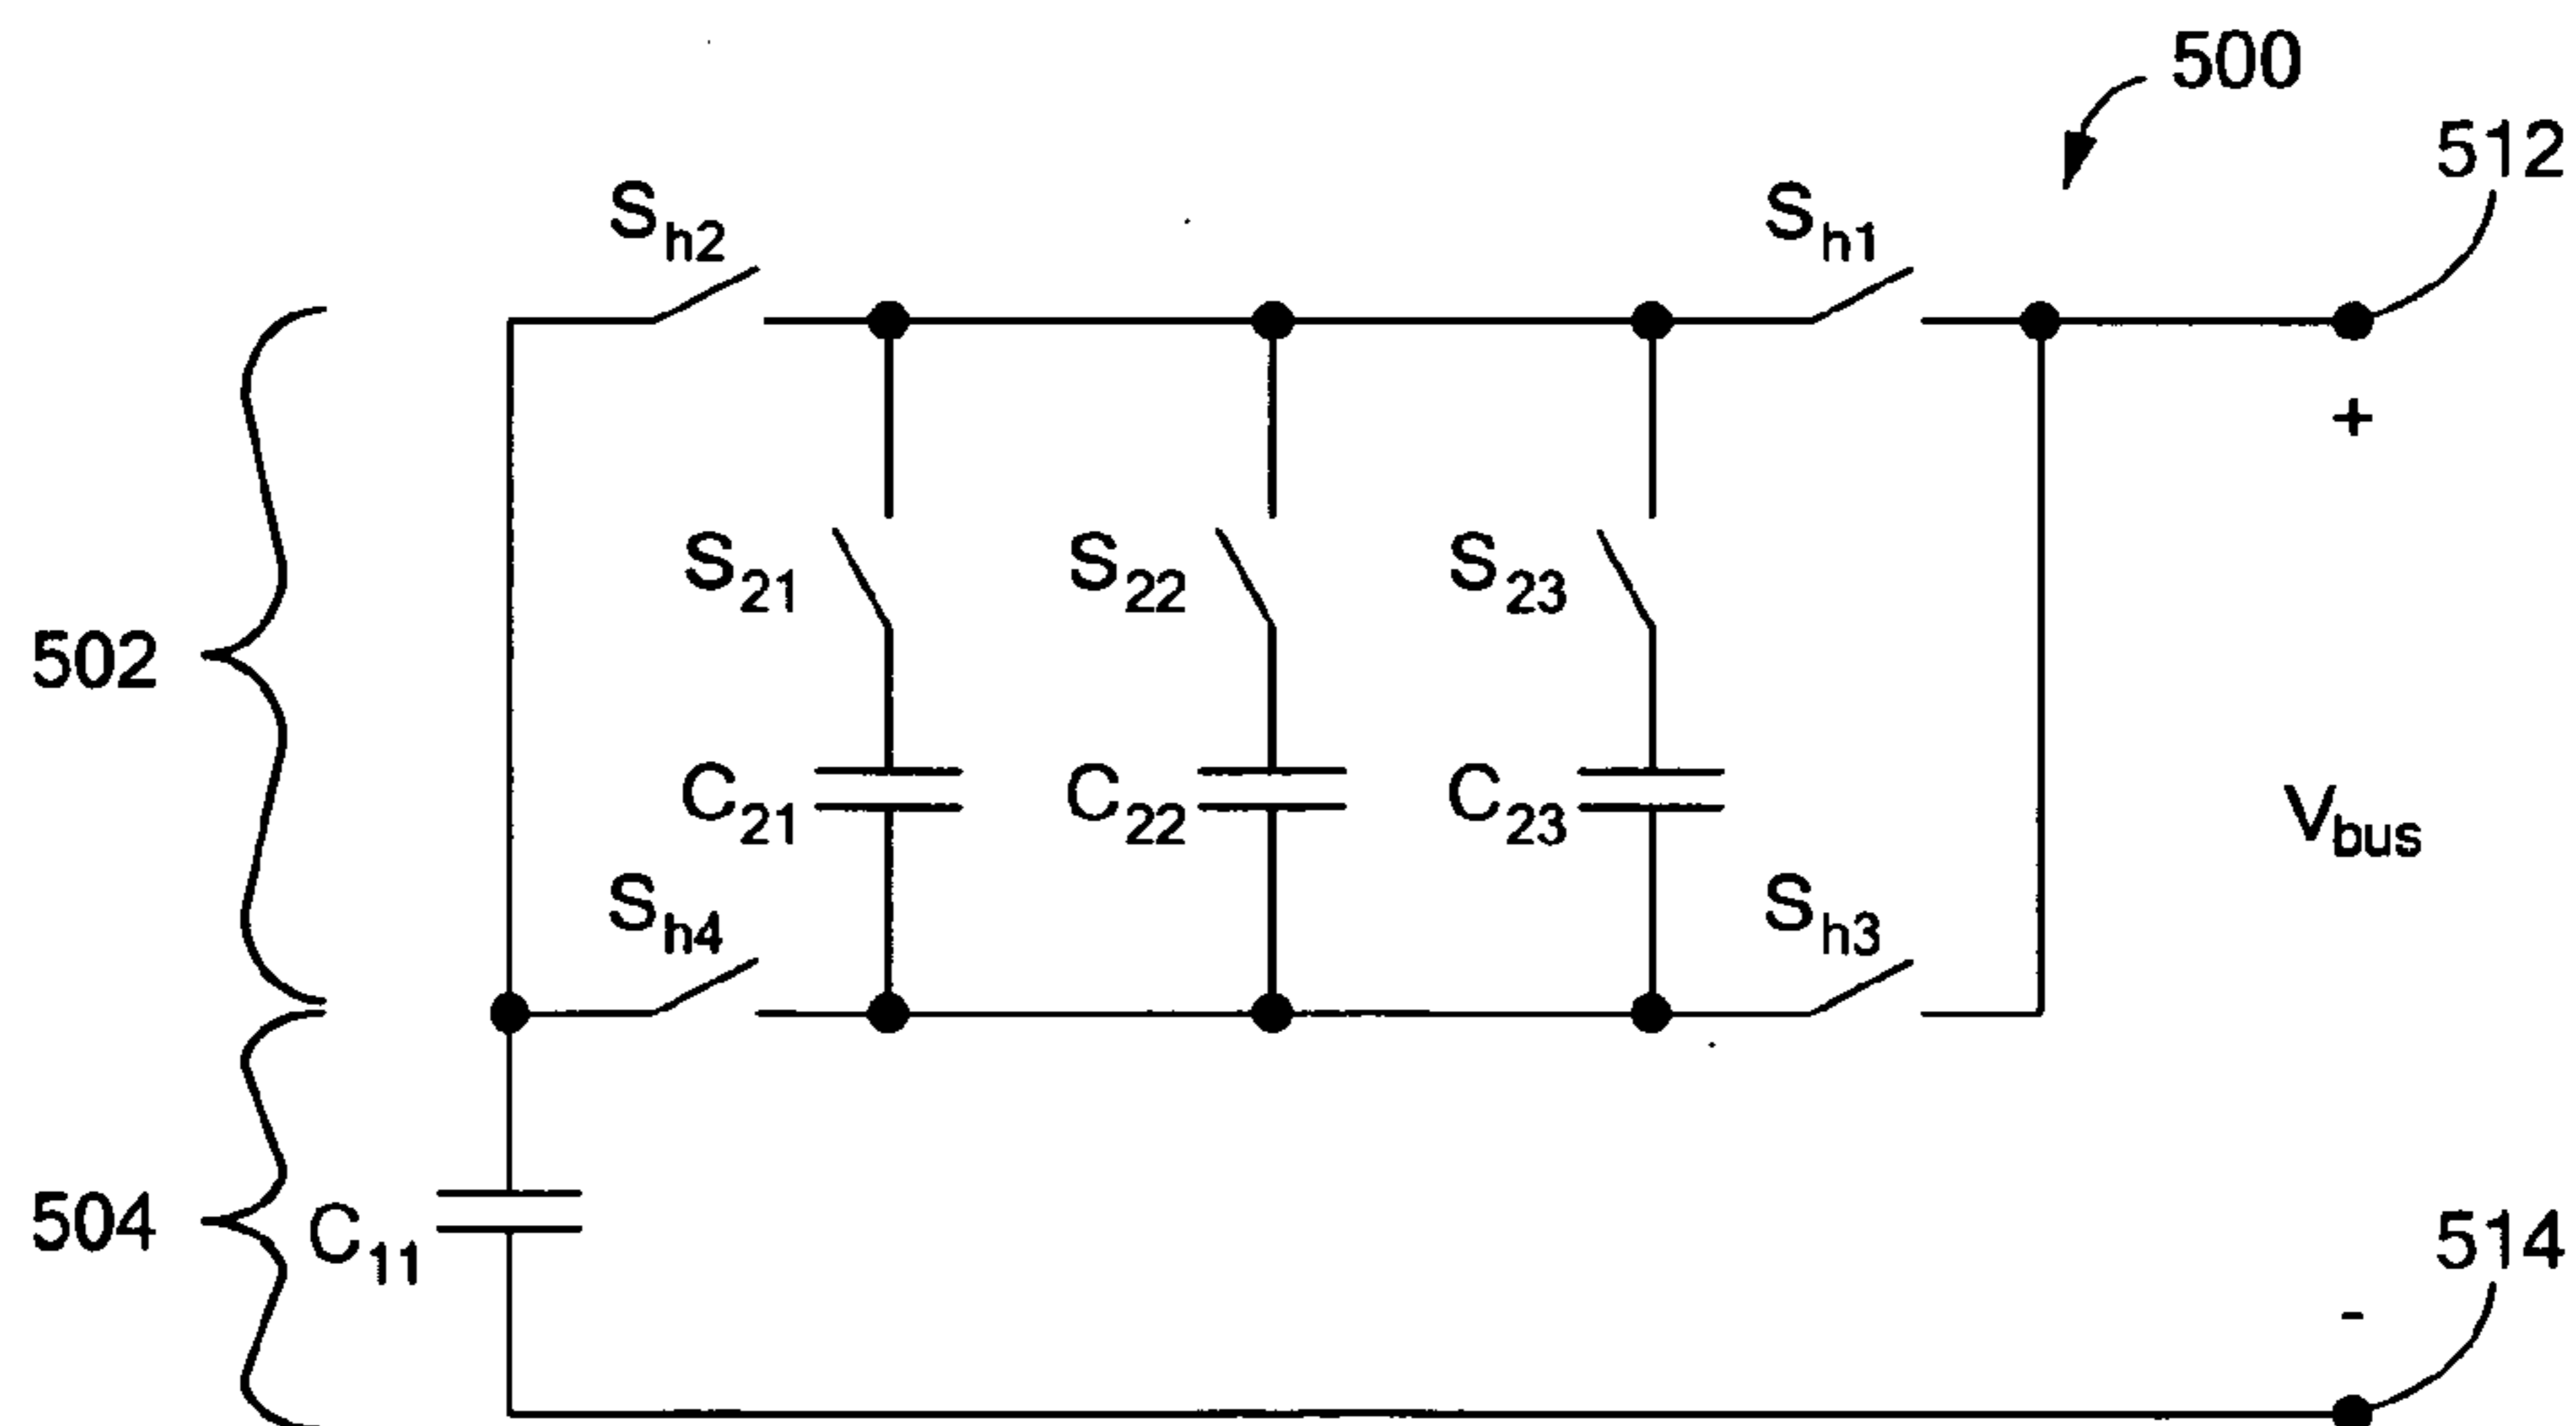 500
512
S_h2
S_h1
+
S_21
S_22
S_23
502
C_21
C_22
C_23
V_bus
S_h4
S_h3
504
C_11
514
-